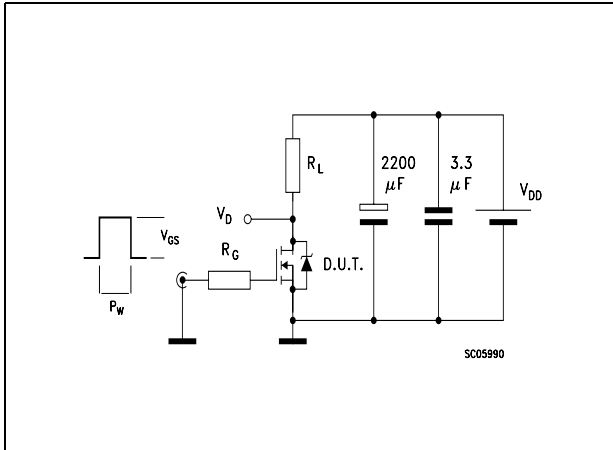 R_L
2200
μF
3.3
μF
V_DD
V_D
V_GS
R_G
D.U.T.
P_W
SC05990